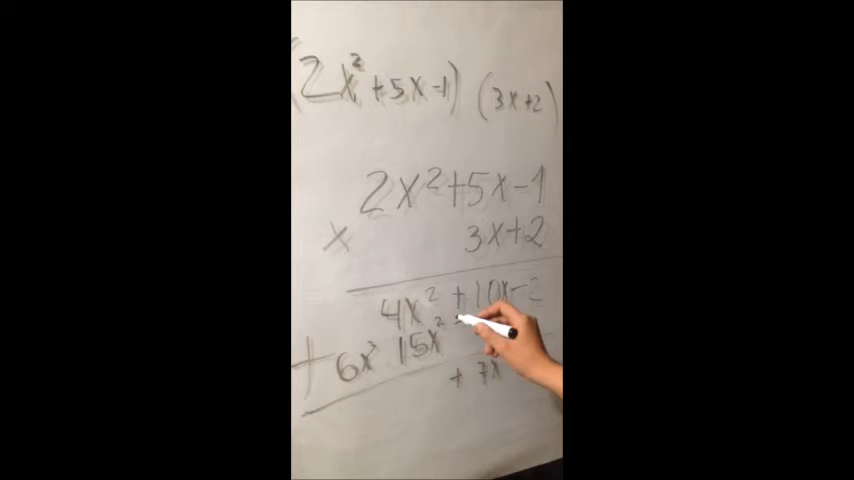 (2x²+5x-1) (3x+2)
2x²+5x-1
x 3x+2
4x² +10x-2
+ 6x³ 15x² -
+ 7x